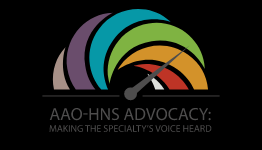 AAO-HNS ADVOCACY:
MAKING THE SPECIALTY'S VOICE HEARD